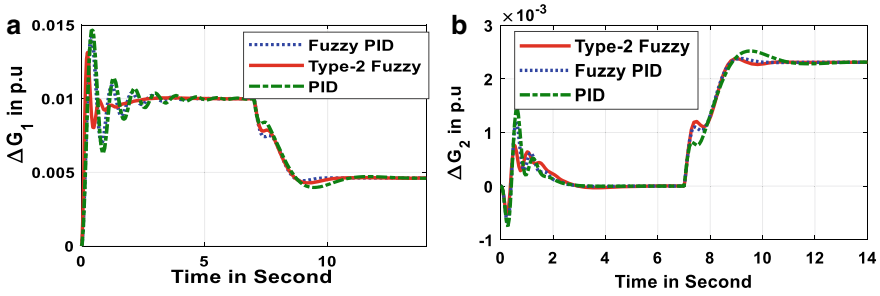 a
0.015
0.01
0.005
0
ΔG1 in p.u
Fuzzy PID
Type-2 Fuzzy
PID
0 5 10
Time in Second
b
×10-3
3
2
1
0
-1
ΔG2 in p.u
Type-2 Fuzzy
Fuzzy PID
PID
0 2 4 6 8 10 12 14
Time in Second